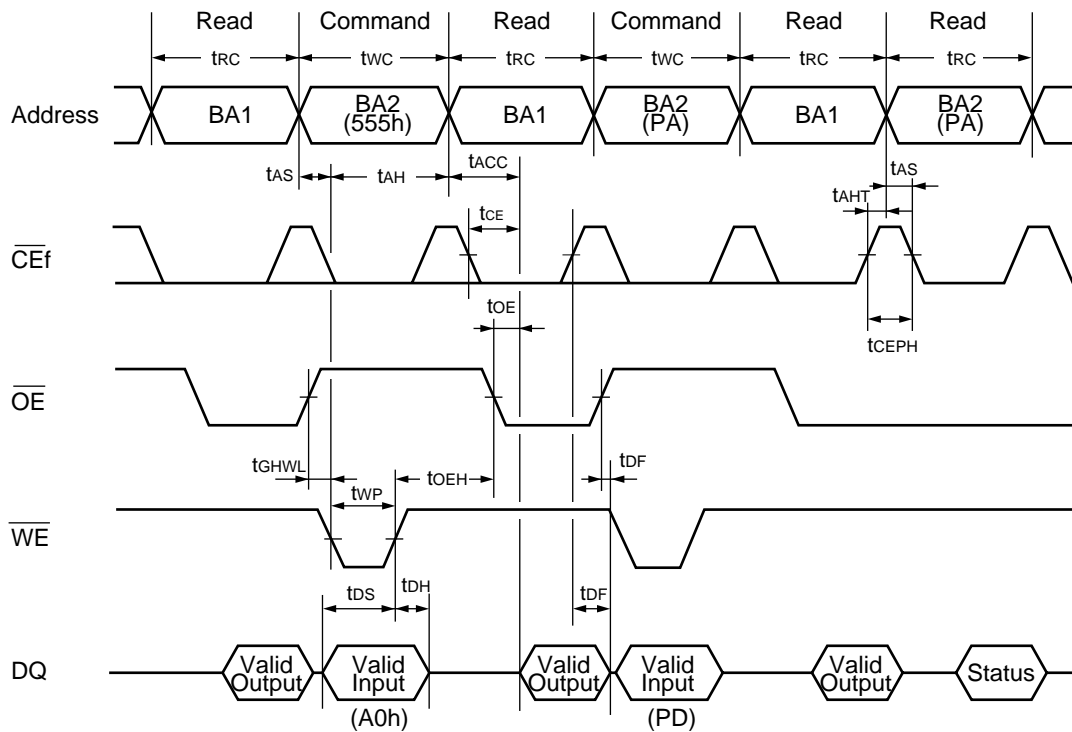 Read Command Read Command Read Read
tRC tWC tRC tWC tRC tRC
Address BA1 BA2 (555h) BA1 BA2 (PA) BA1 BA2 (PA)
tAS tAH tACC tAS
tAHT
tCE
CEf
tOE
tCEPH
OE
tGHWL tWP tOEH tDF
WE
tDS tDH tDF
DQ Valid Output Valid Input Valid Output Valid Input Valid Output Status
(A0h) (PD)